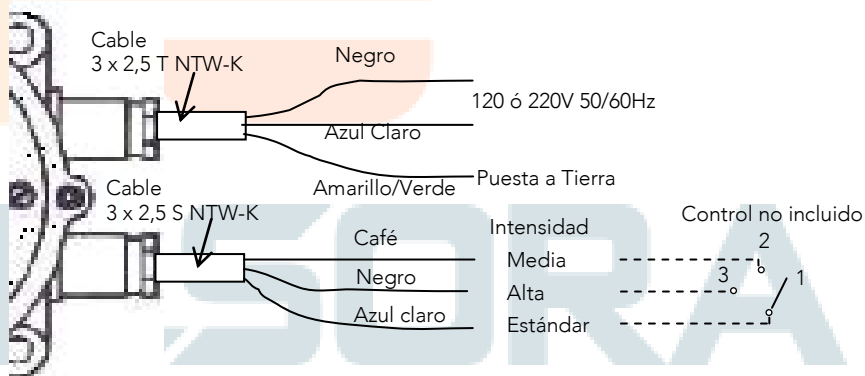 Cable
3 x 2,5 T NTW-K
Negro
120 ó 220V 50/60Hz
Azul Claro
Amarillo/Verde
Puesta a Tierra
Cable
3 x 2,5 S NTW-K
Café
Negro
Azul claro
Intensidad
Media
Alta
Estándar
Control no incluido
2
3
1
SORA